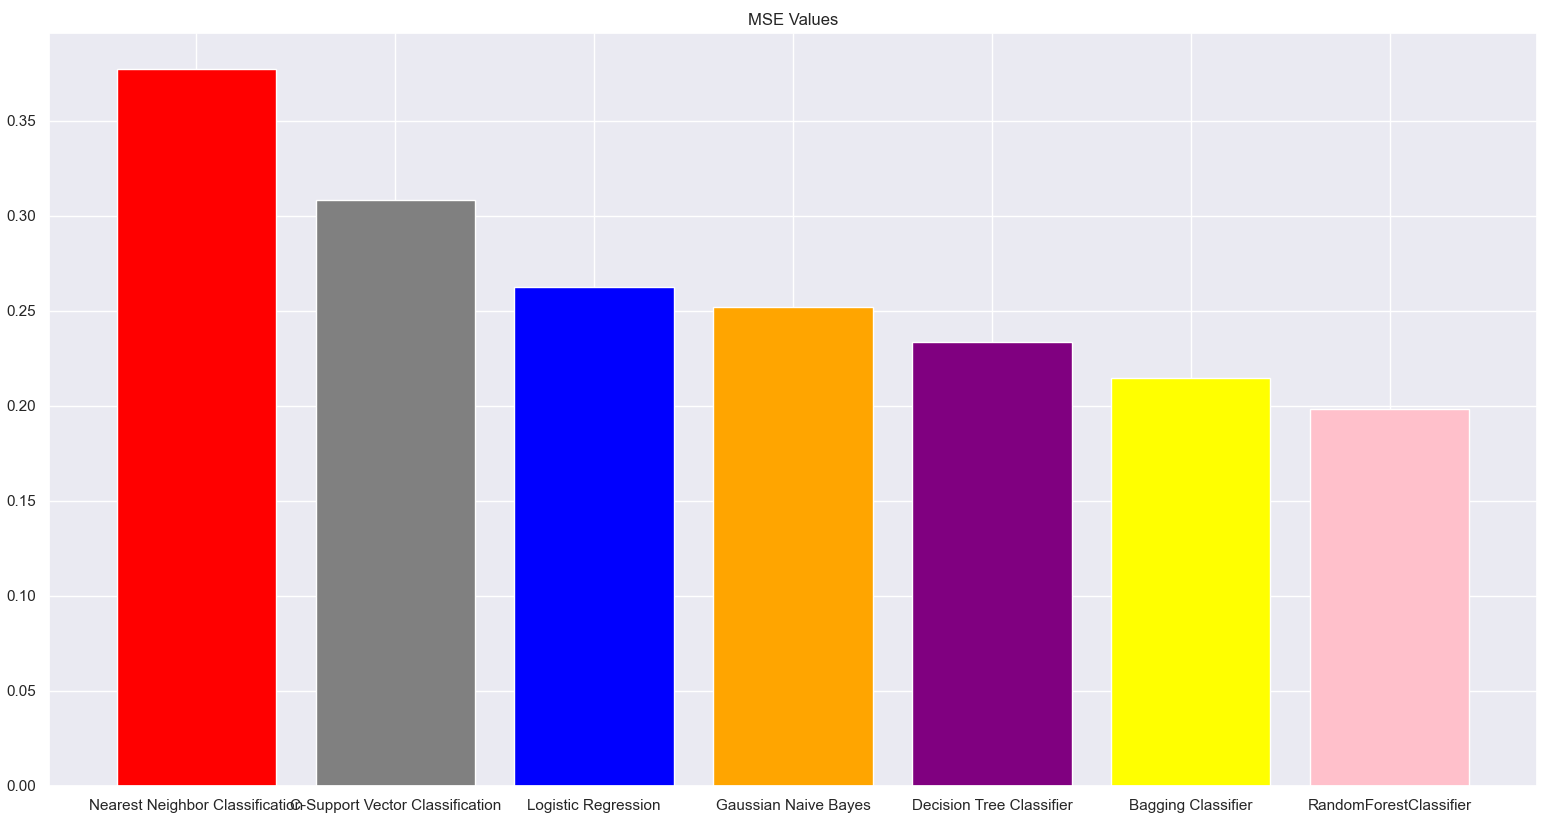 MSE Values
0.35
0.30
0.25
0.20
0.15
0.10
0.05
0.00
Nearest Neighbor Classification
C-Support Vector Classification
Logistic Regression
Gaussian Naive Bayes
Decision Tree Classifier
Bagging Classifier
RandomForestClassifier